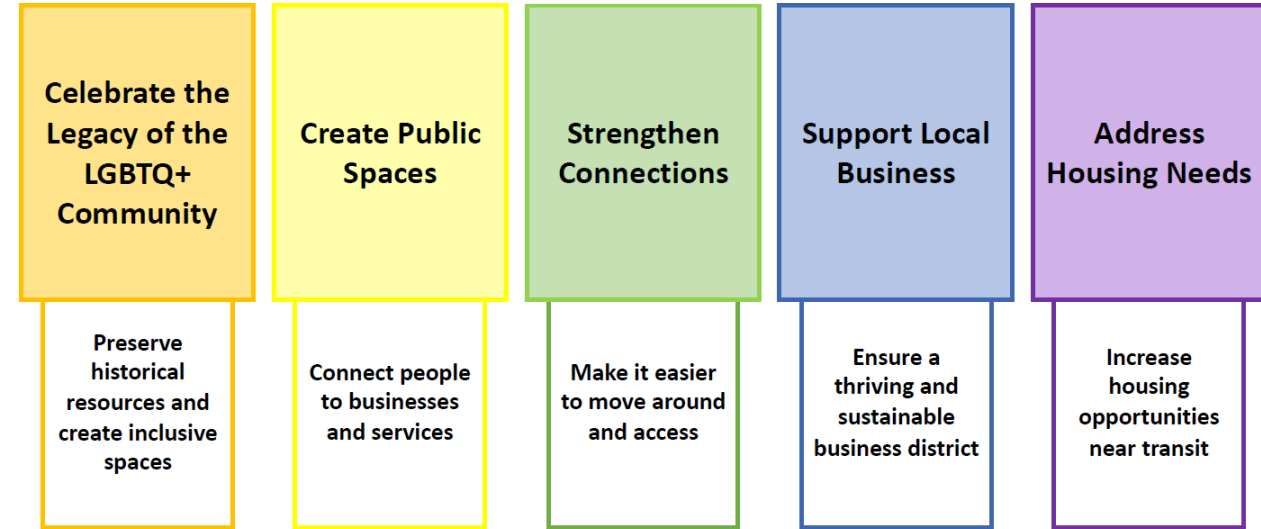 Celebrate the
Legacy of the
LGBTQ+
Community
Preserve
historical
resources and
create inclusive
spaces
Create Public
Spaces
Connect people
to businesses
and services
Strengthen
Connections
Make it easier
to move around
and access
Support Local
Business
Ensure a
thriving and
sustainable
business district
Address
Housing Needs
Increase
housing
opportunities
near transit